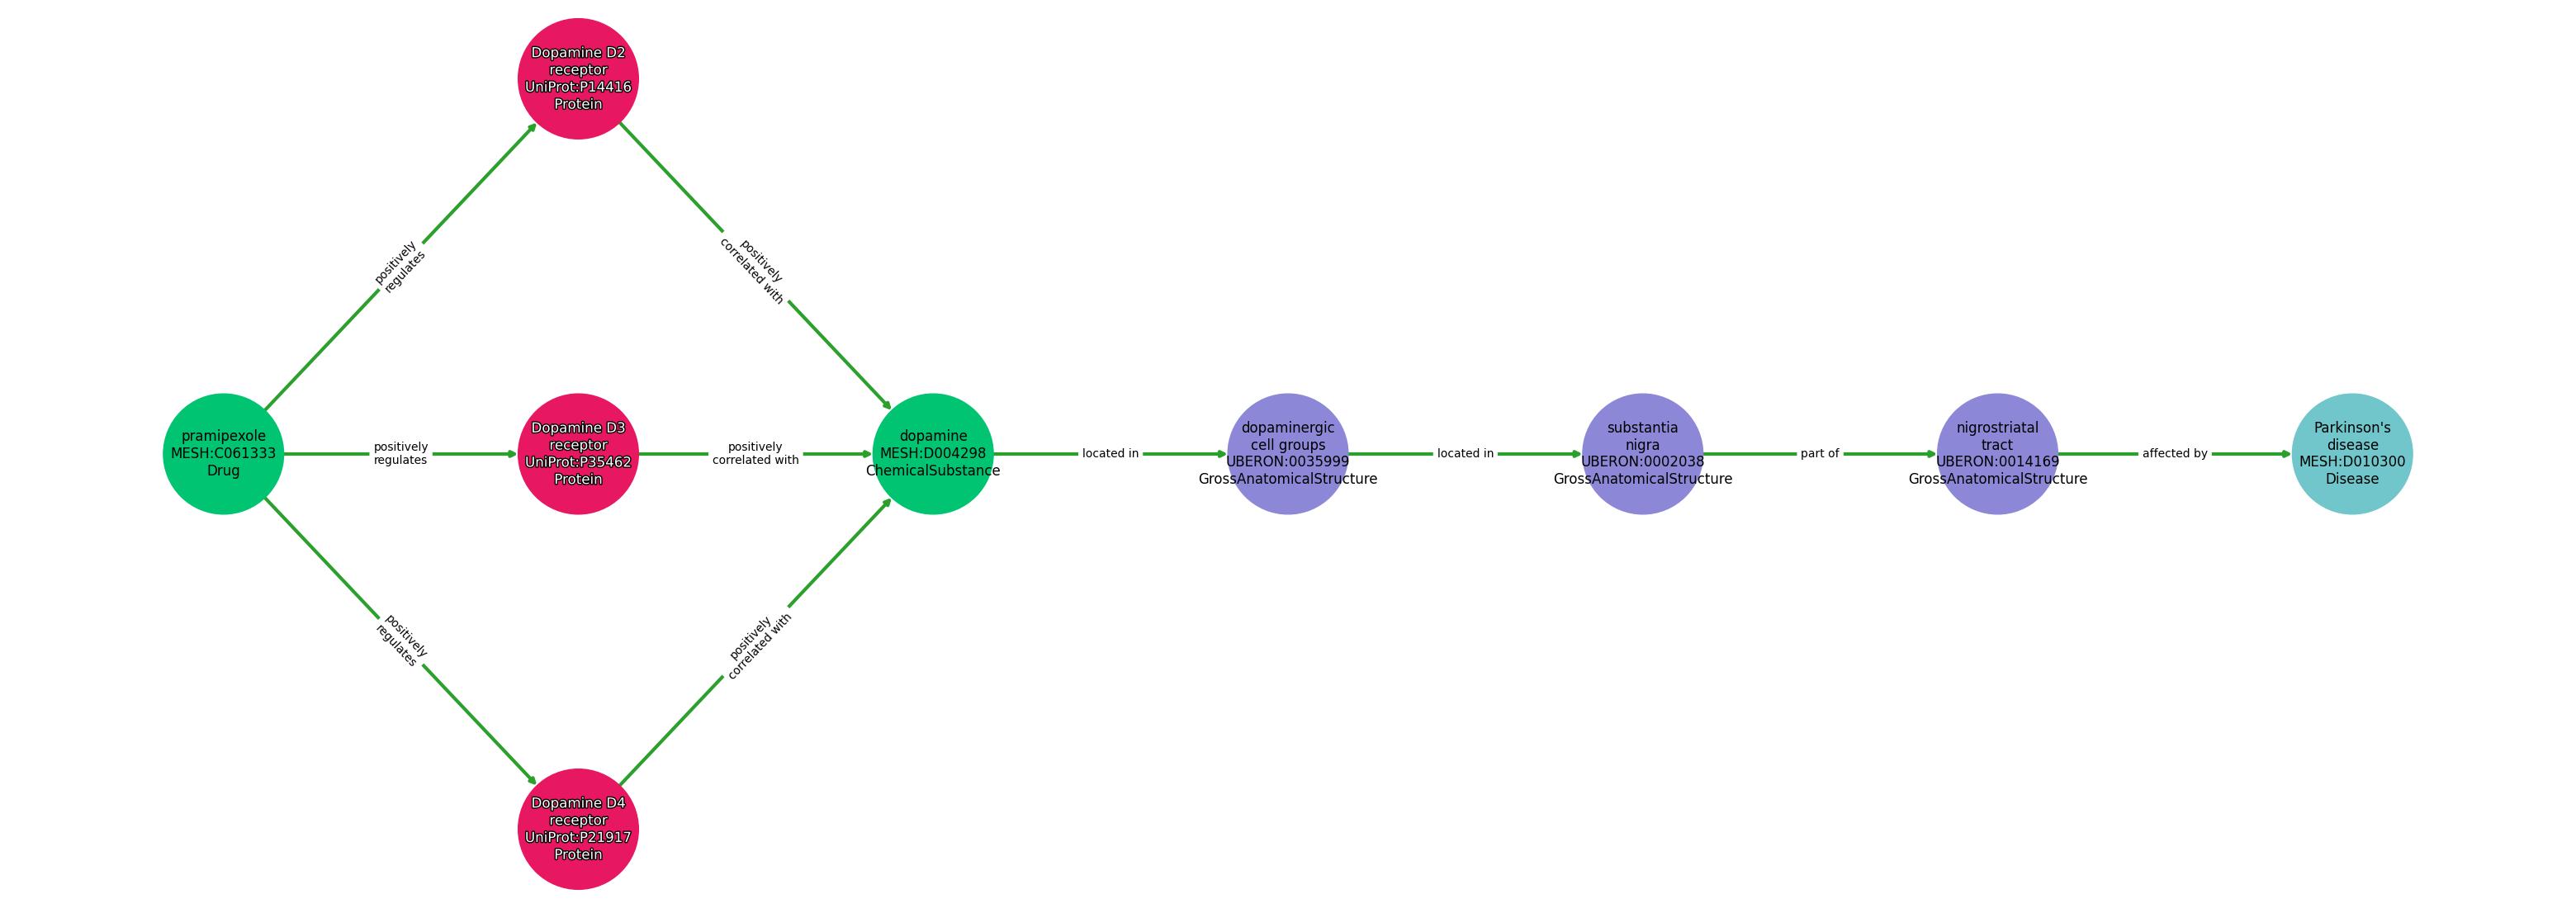 Dopamine D2
receptor
UniProt:P14416
Protein
positively
regulates
positively
correlated with
pramipexole
MESH:C061333
Drug
positively
regulates
Dopamine D3
receptor
UniProt:P35462
Protein
positively
correlated with
dopamine
MESH:D004298
ChemicalSubstance
located in
dopaminergic
cell groups
UBERON:0035999
GrossAnatomicalStructure
located in
substantia
nigra
UBERON:0002038
GrossAnatomicalStructure
part of
nigrostriatal
tract
UBERON:0014169
GrossAnatomicalStructure
affected by
Parkinson's
disease
MESH:D010300
Disease
positively
regulates
positively
correlated with
Dopamine D4
receptor
UniProt:P21917
Protein